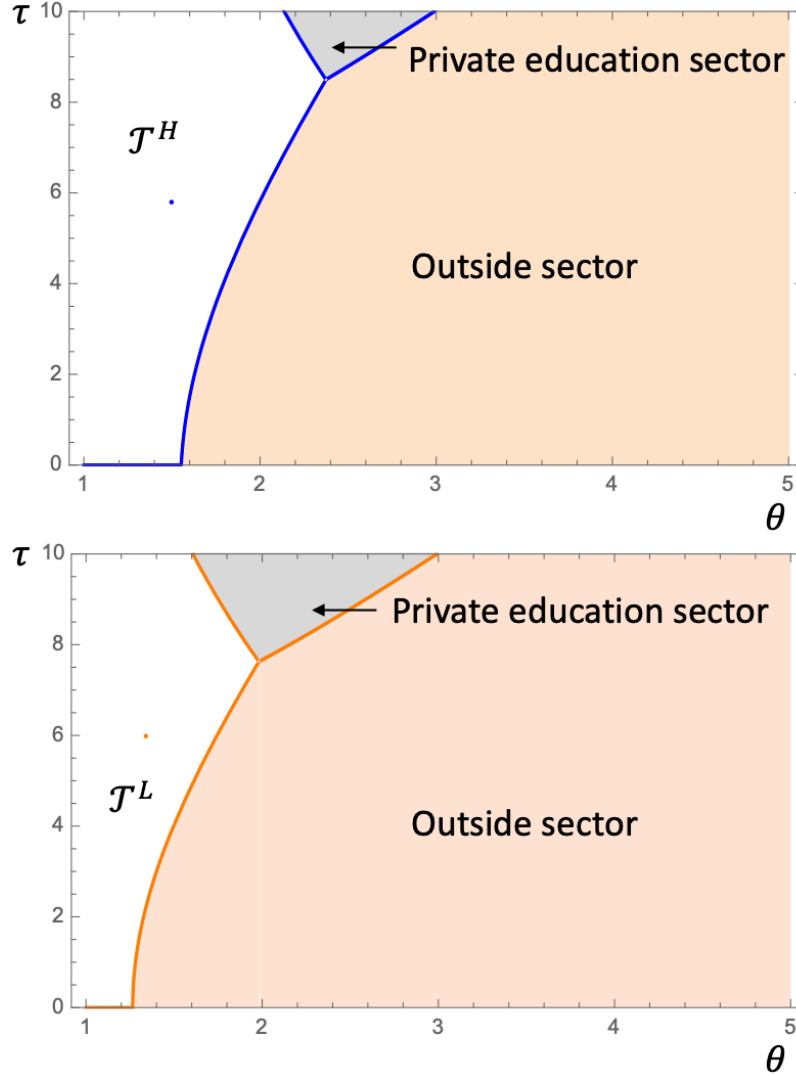 τ 10
Private education sector
8
𝒯^H
6
Outside sector
4
2
0
1 2 3 4 5
θ
τ 10
Private education sector
8
6
𝒯^L
Outside sector
4
2
0
1 2 3 4 5
θ